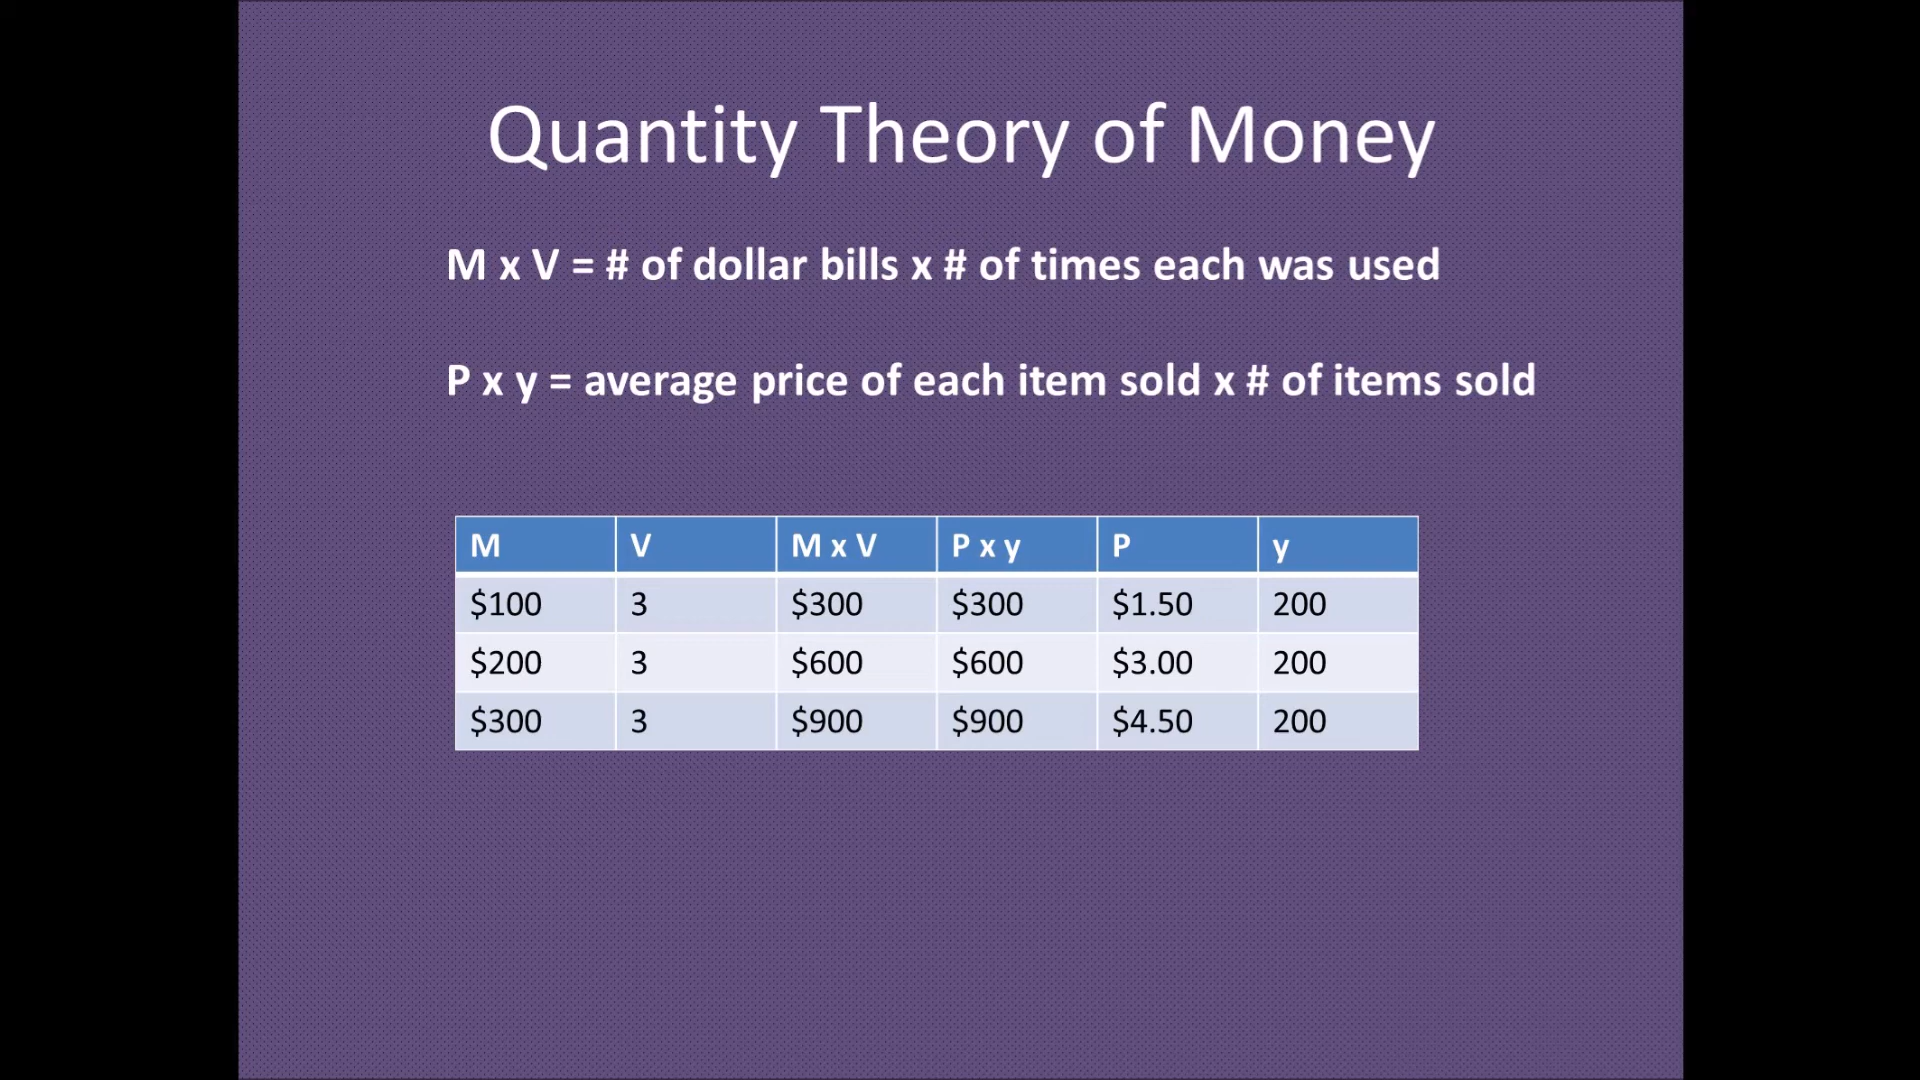 Quantity Theory of Money
M x V = # of dollar bills x # of times each was used
P x y = average price of each item sold x # of items sold
M V M x V P x y P y
$100 3 $300 $300 $1.50 200
$200 3 $600 $600 $3.00 200
$300 3 $900 $900 $4.50 200